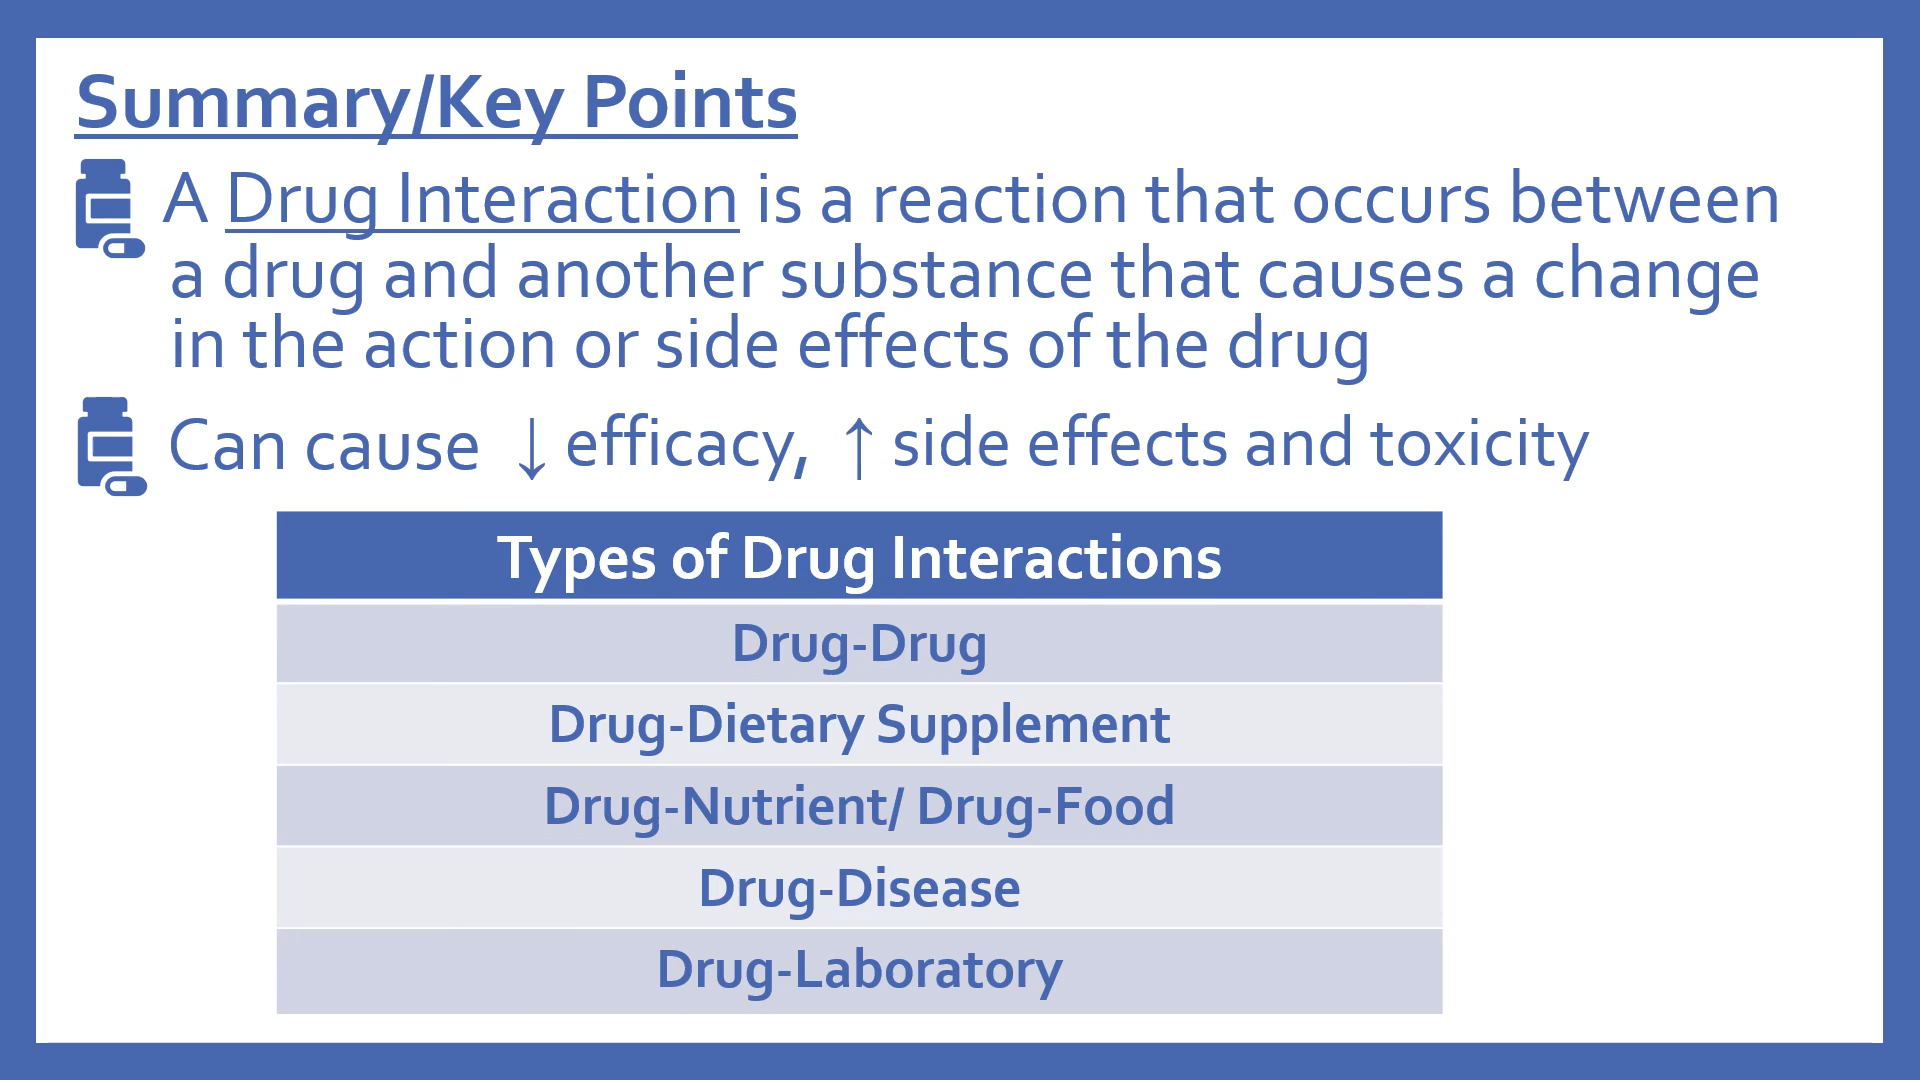 Summary/Key Points
A Drug Interaction is a reaction that occurs between
a drug and another substance that causes a change
in the action or side effects of the drug
Can cause ↓ efficacy, ↑ side effects and toxicity
Types of Drug Interactions
Drug-Drug
Drug-Dietary Supplement
Drug-Nutrient/ Drug-Food
Drug-Disease
Drug-Laboratory